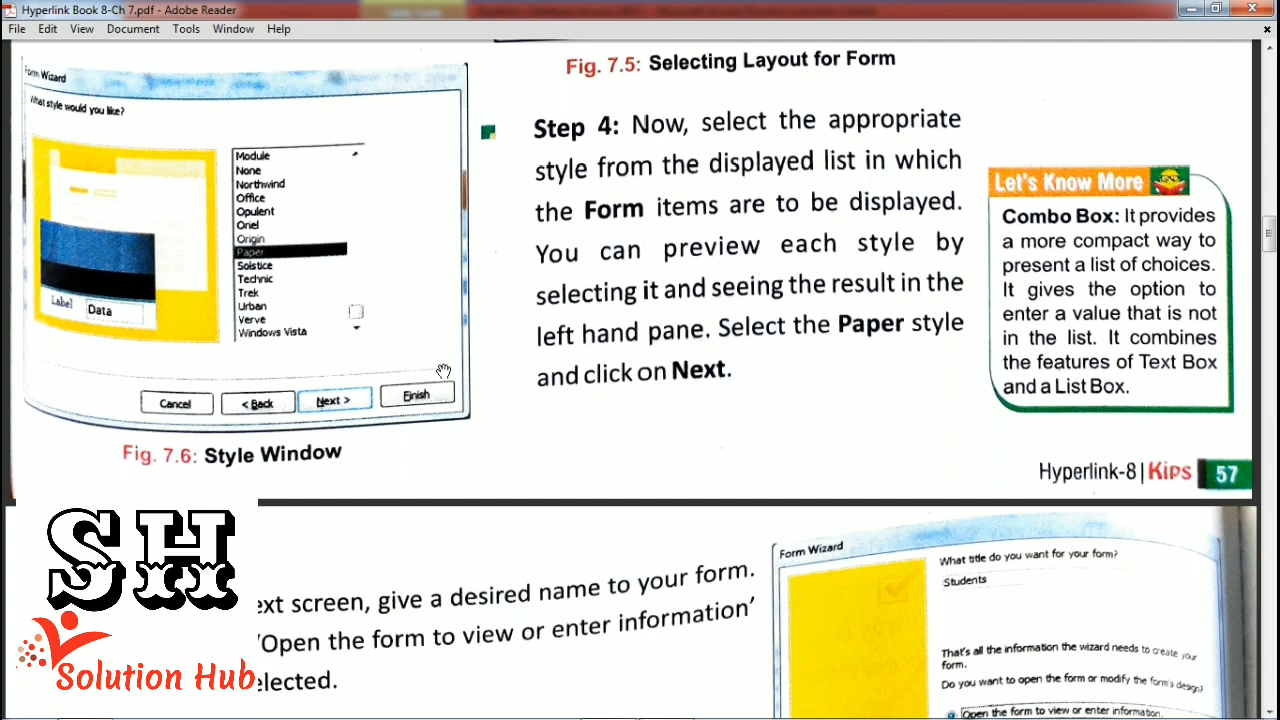 Hyperlink Book 8-Ch 7.pdf - Adobe Reader
File Edit View Document Tools Window Help
Form Wizard
What style would you like?
Module
None
Northwind
Office
Opulent
Oriel
Origin
Paper
Solstice
Technic
Trek
Urban
Verve
Windows Vista
Label Data
Cancel < Back Next > Finish
Fig. 7.6: Style Window
Fig. 7.5: Selecting Layout for Form
Step 4: Now, select the appropriate
style from the displayed list in which
the Form items are to be displayed.
You can preview each style by
selecting it and seeing the result in the
left hand pane. Select the Paper style
and click on Next.
Let's Know More
Combo Box: It provides
a more compact way to
present a list of choices.
It gives the option to
enter a value that is not
in the list. It combines
the features of Text Box
and a List Box.
Hyperlink-8 | Kips 57
SH
Solution Hub
ext screen, give a desired name to your form.
'Open the form to view or enter information'
elected.
Form Wizard
What title do you want for your form?
Students
That's all the information the wizard needs to create your
form.
Do you want to open the form or modify the form's design?
Open the form to view or enter information.